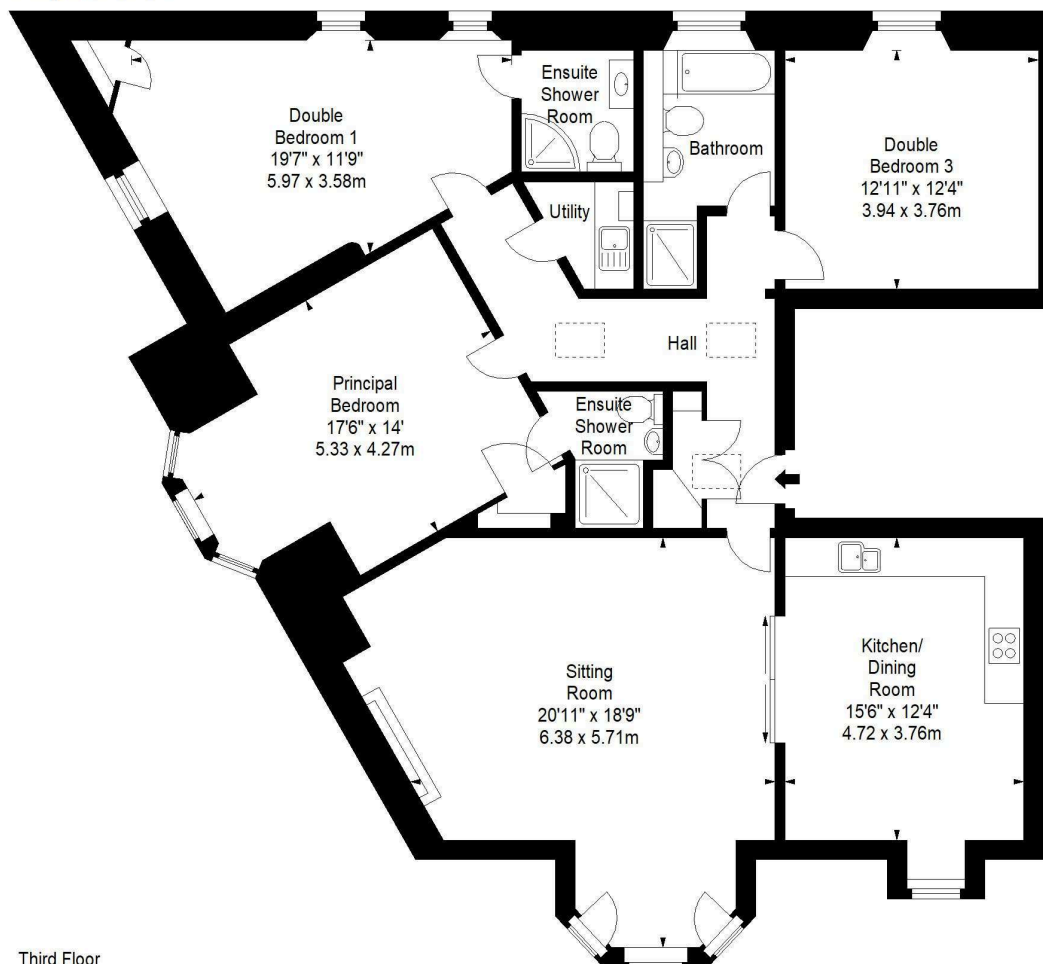 Double
Bedroom 1
19'7" x 11'9"
5.97 x 3.58m
Ensuite
Shower
Room
Bathroom
Double
Bedroom 3
12'11" x 12'4"
3.94 x 3.76m
Utility
Hall
Principal
Bedroom
17'6" x 14'
5.33 x 4.27m
Ensuite
Shower
Room
Sitting
Room
20'11" x 18'9"
6.38 x 5.71m
Kitchen/
Dining
Room
15'6" x 12'4"
4.72 x 3.76m
Third Floor